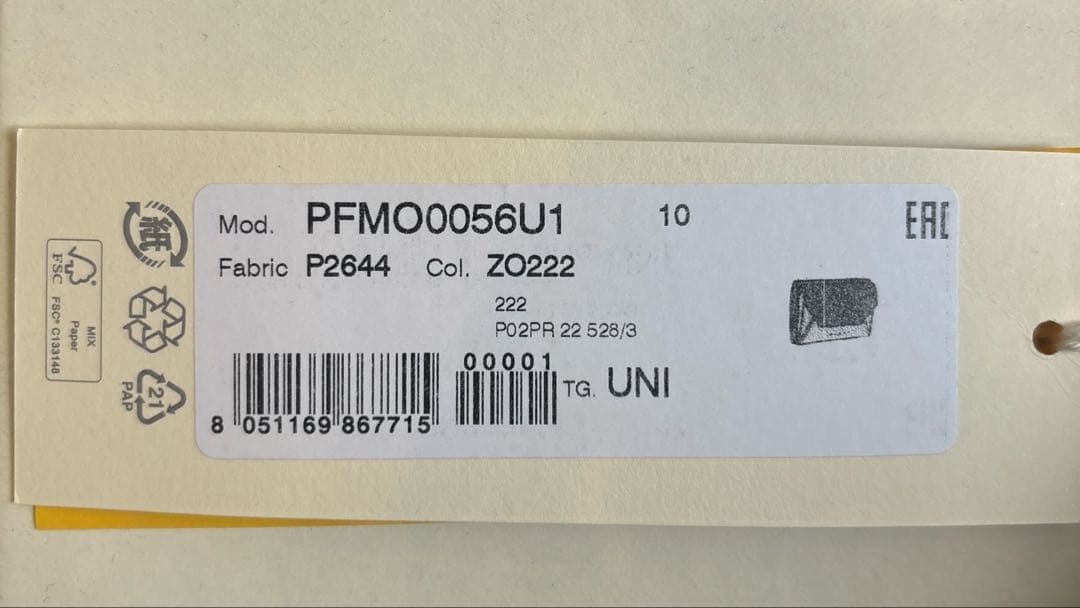 Mod. PFMO0056U1 10
EAC
Fabric P2644 Col. ZO222
222
P02PR 22 528/3
00001
TG. UNI
8 051169 867715
紙
FSC
MIX
Paper
FSC® C133148
21
PAP